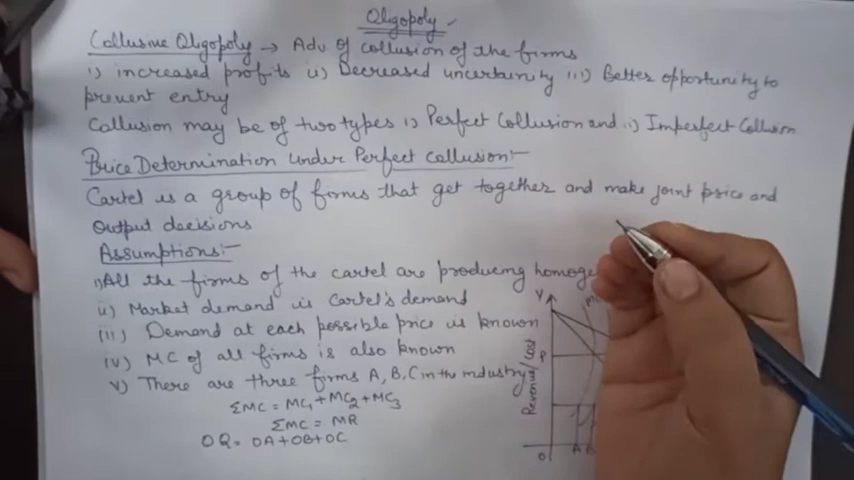 Oligopoly
Collusive Oligopoly → Adv of collusion of the firms
i) increased profits ii) Decreased uncertainty iii) Better opportunity to
prevent entry
Collusion may be of two types i) Perfect Collusion and ii) Imperfect Collusion
Price Determination under Perfect collusion:-
Cartel is a group of firms that get together and make joint price and
output decisions
Assumptions:-
i) All the firms of the cartel are producing
ii) Market demand is Cartel's demand
(iii) Demand at each possible price is known
(iv) MC of all firms is also known
v) There are three firms A, B, C in the industry
ΣMC = MC1 + MC2 + MC3
ΣMC = MR
OQ = OA + OB + OC
Y
P
Revenue/Cost
O A B